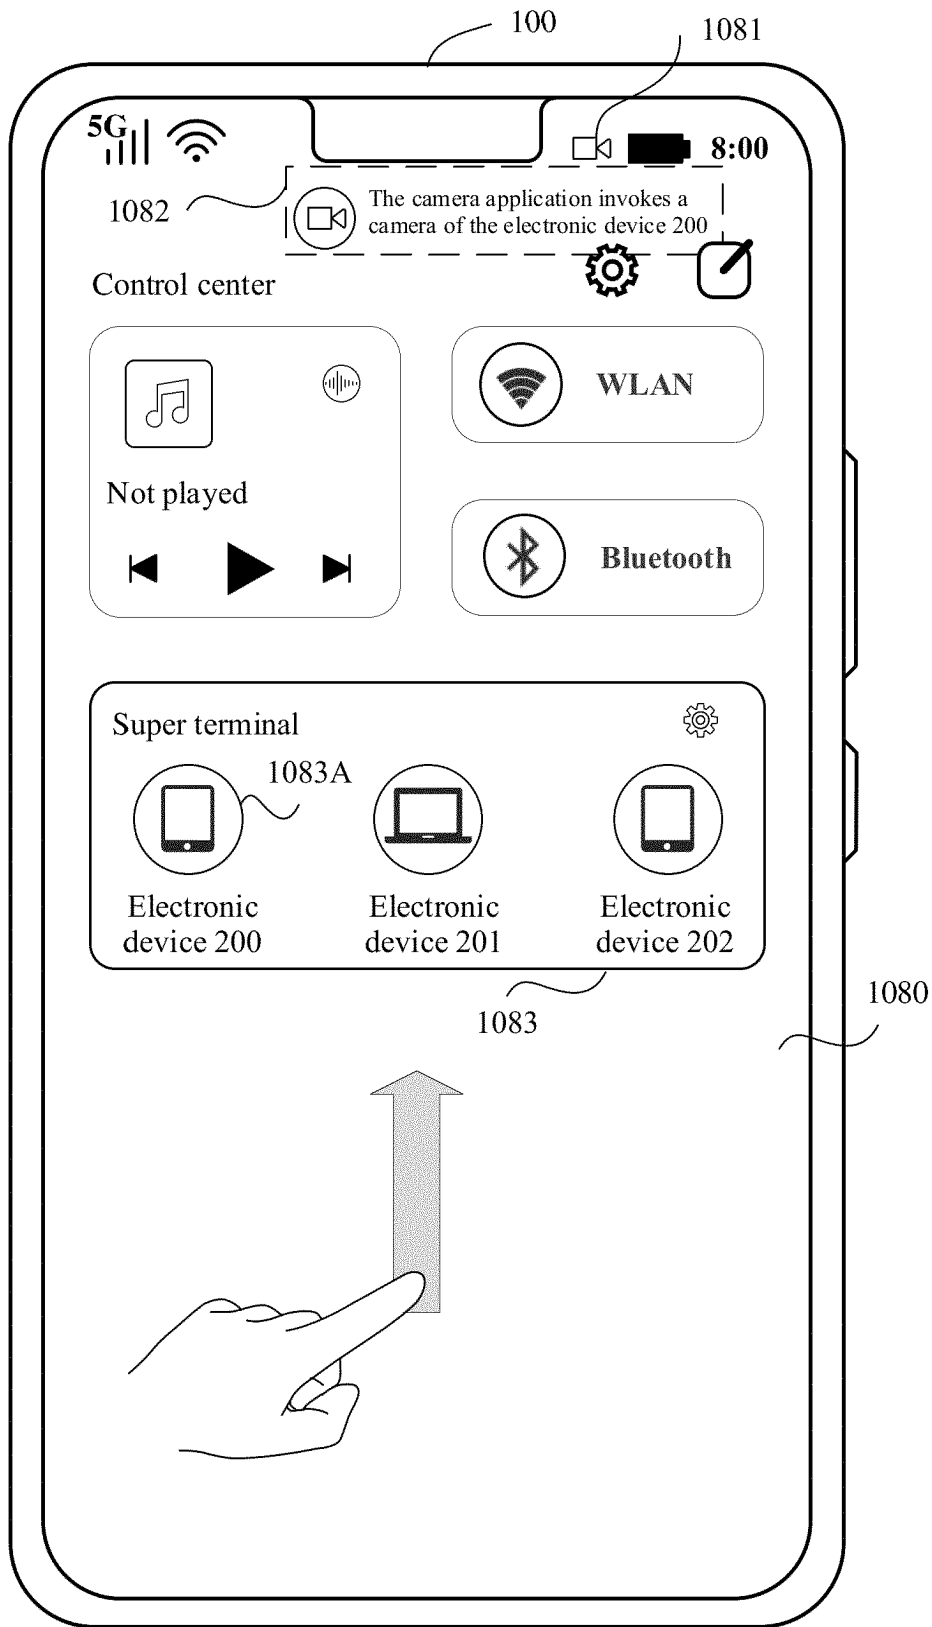 100
1081
5G
8:00
1082
The camera application invokes a
camera of the electronic device 200
Control center
WLAN
Not played
Bluetooth
Super terminal
1083A
Electronic
device 200
Electronic
device 201
Electronic
device 202
1083
1080